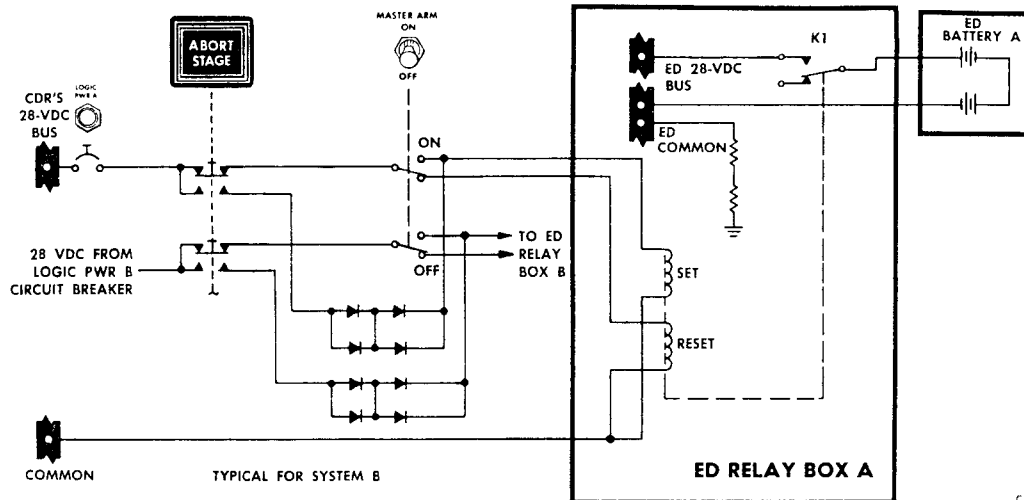 ABORT
STAGE
MASTER ARM
ON
OFF
CDR'S
28-VDC
BUS
LOGIC
PWR A
ON
OFF
28 VDC FROM
LOGIC PWR B
CIRCUIT BREAKER
TO ED
RELAY
BOX B
COMMON
TYPICAL FOR SYSTEM B
ED 28-VDC
BUS
ED
COMMON
K1
ED
BATTERY A
SET
RESET
ED RELAY BOX A